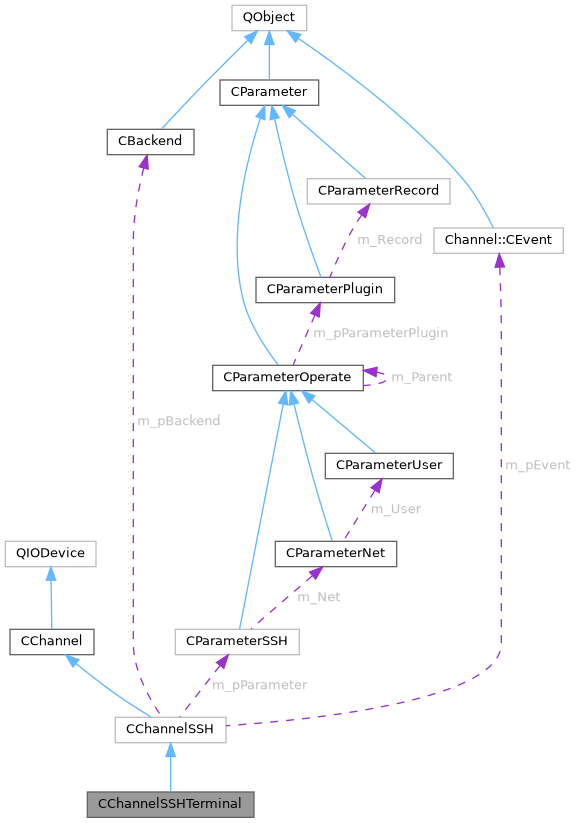 QObject
CParameter
CBackend
CParameterRecord
Channel::CEvent
m_Record
CParameterPlugin
m_pParameterPlugin
CParameterOperate
m_Parent
m_pBackend
CParameterUser
m_pEvent
m_User
QIODevice
CParameterNet
m_Net
CChannel
CParameterSSH
m_pParameter
CChannelSSH
CChannelSSHTerminal